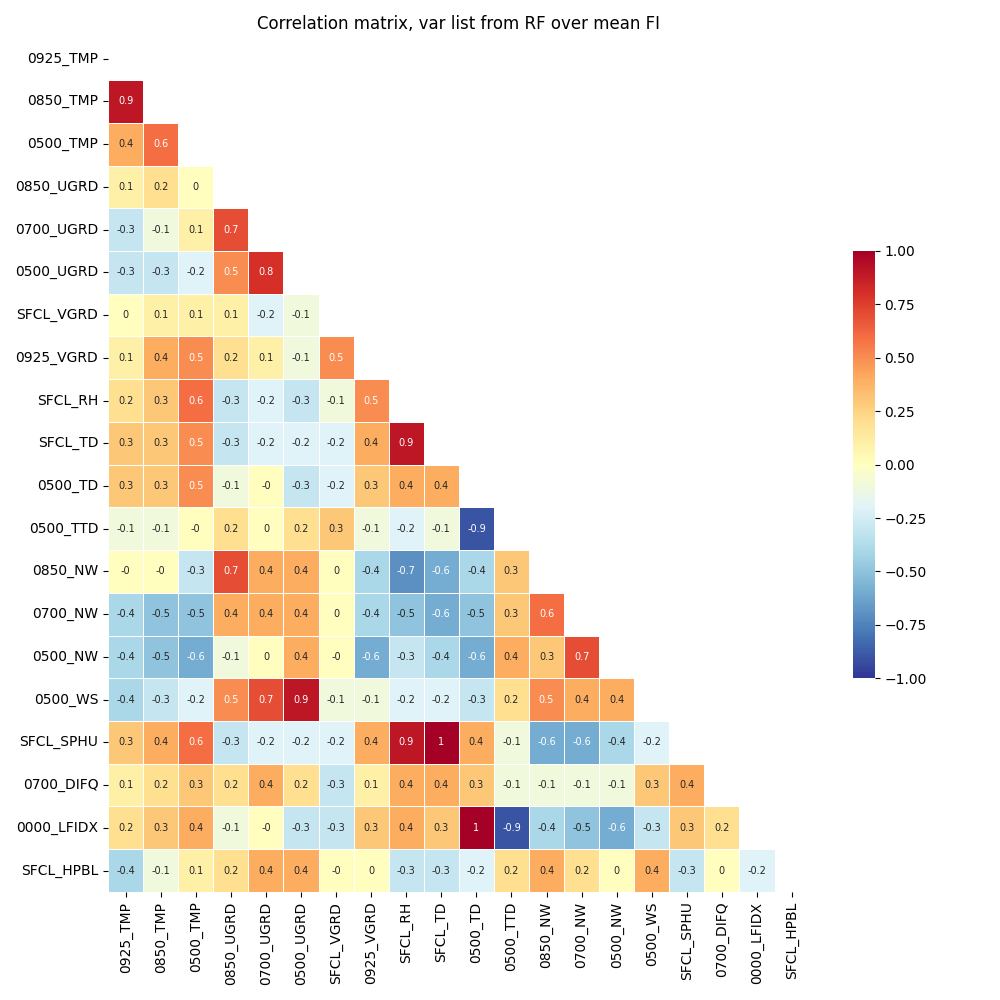 Correlation matrix, var list from RF over mean FI
0925_TMP
0850_TMP 0.9
0500_TMP 0.4 0.6
0850_UGRD 0.1 0.2 0
0700_UGRD -0.3 -0.1 0.1 0.7
0500_UGRD -0.3 -0.3 -0.2 0.5 0.8
SFCL_VGRD 0 0.1 0.1 0.1 -0.2 -0.1
0925_VGRD 0.1 0.4 0.5 0.2 0.1 -0.1 0.5
SFCL_RH 0.2 0.3 0.6 -0.3 -0.2 -0.3 -0.1 0.5
SFCL_TD 0.3 0.3 0.5 -0.3 -0.2 -0.2 -0.2 0.4 0.9
0500_TD 0.3 0.3 0.5 -0.1 -0 -0.3 -0.2 0.3 0.4 0.4
0500_TTD -0.1 -0.1 -0 0.2 0 0.2 0.3 -0.1 -0.2 -0.1 -0.9
0850_NW -0 -0 -0.3 0.7 0.4 0.4 0 -0.4 -0.7 -0.6 -0.4 0.3
0700_NW -0.4 -0.5 -0.5 0.4 0.4 0.4 0 -0.4 -0.5 -0.6 -0.5 0.3 0.6
0500_NW -0.4 -0.5 -0.6 -0.1 0 0.4 -0 -0.6 -0.3 -0.4 -0.6 0.4 0.3 0.7
0500_WS -0.4 -0.3 -0.2 0.5 0.7 0.9 -0.1 -0.1 -0.2 -0.2 -0.3 0.2 0.5 0.4 0.4
SFCL_SPHU 0.3 0.4 0.6 -0.3 -0.2 -0.2 -0.2 0.4 0.9 1 0.4 -0.1 -0.6 -0.6 -0.4 -0.2
0700_DIFQ 0.1 0.2 0.3 0.2 0.4 0.2 -0.3 0.1 0.4 0.4 0.3 -0.1 -0.1 -0.1 -0.1 0.3 0.4
0000_LFIDX 0.2 0.3 0.4 -0.1 -0 -0.3 -0.3 0.3 0.4 0.3 1 -0.9 -0.4 -0.5 -0.6 -0.3 0.3 0.2
SFCL_HPBL -0.4 -0.1 0.1 0.2 0.4 0.4 -0 0 -0.3 -0.3 -0.2 0.2 0.4 0.2 0 0.4 -0.3 0 -0.2
0925_TMP
0850_TMP
0500_TMP
0850_UGRD
0700_UGRD
0500_UGRD
SFCL_VGRD
0925_VGRD
SFCL_RH
SFCL_TD
0500_TD
0500_TTD
0850_NW
0700_NW
0500_NW
0500_WS
SFCL_SPHU
0700_DIFQ
0000_LFIDX
SFCL_HPBL
1.00
0.75
0.50
0.25
0.00
−0.25
−0.50
−0.75
−1.00